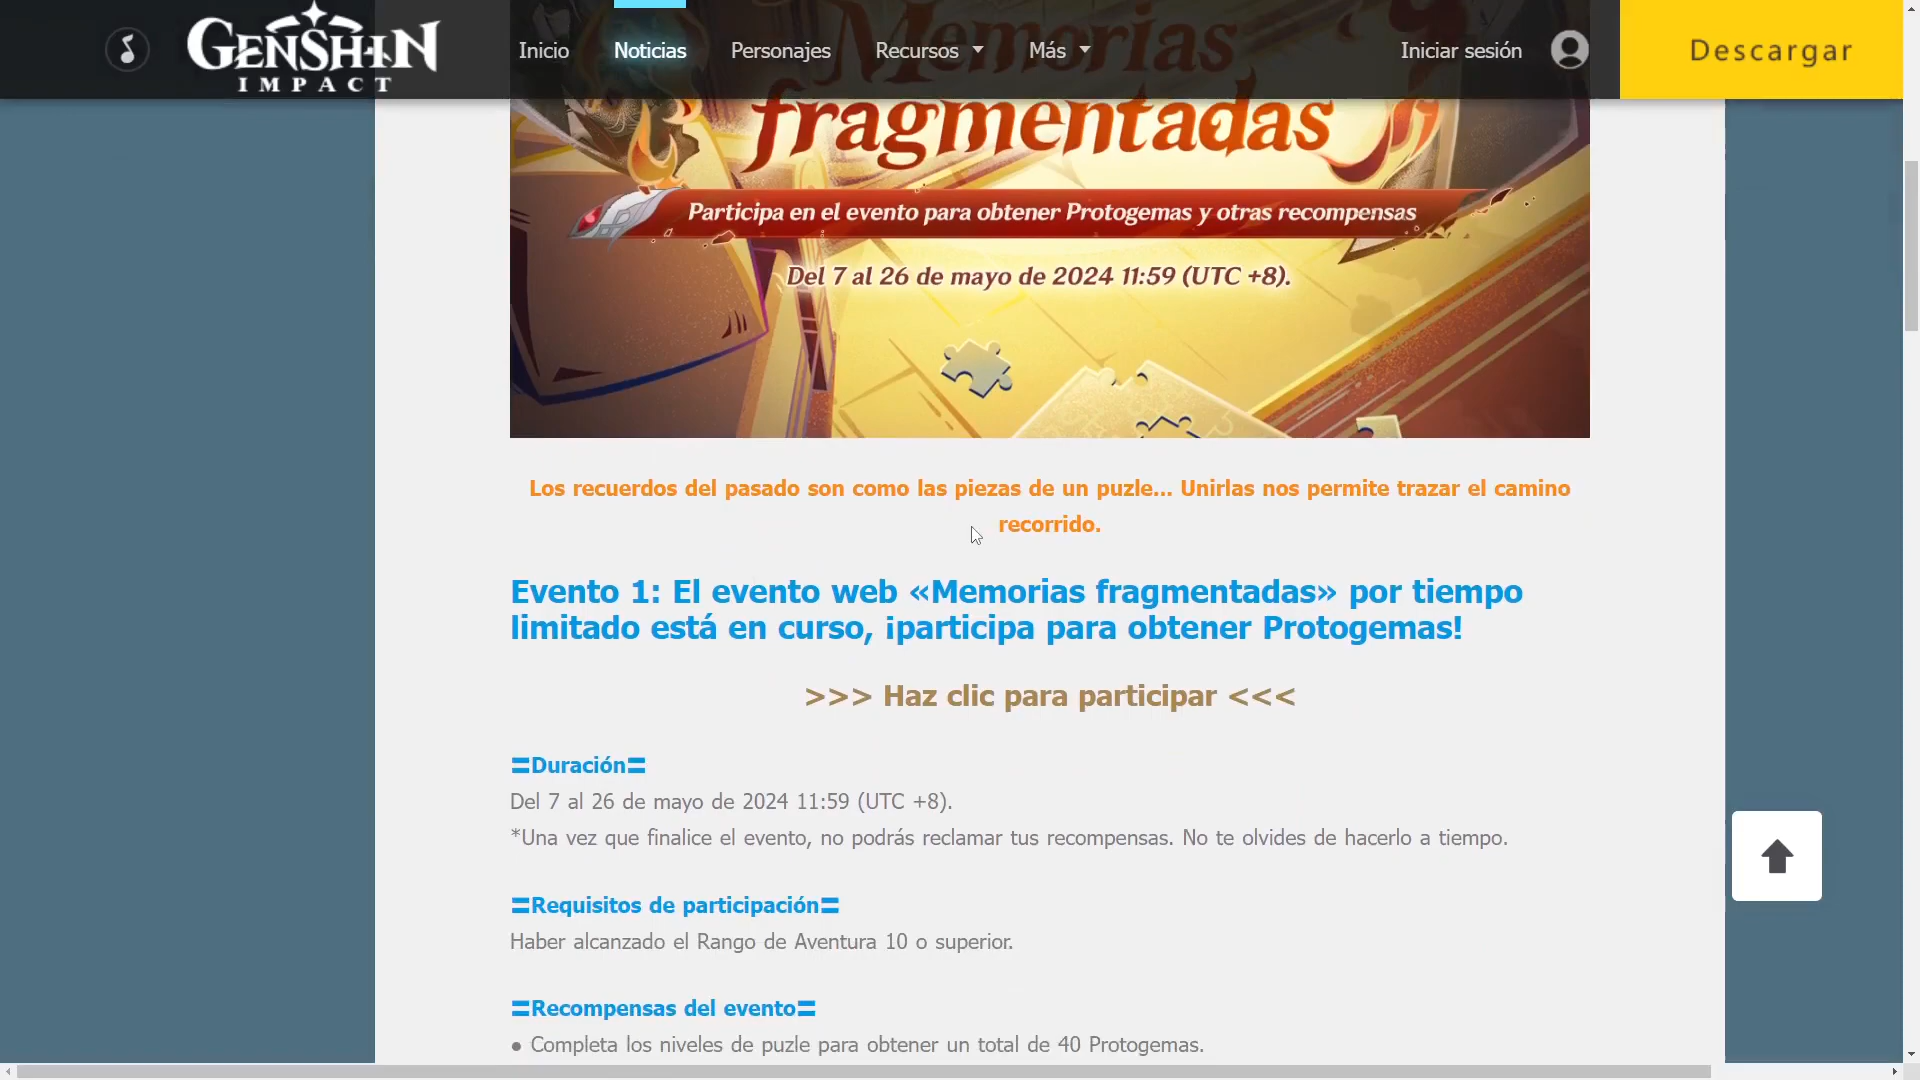 GENSHIN
IMPACT
Inicio
Noticias
Personajes
Recursos
Más
Iniciar sesión
Descargar
Memorias
fragmentadas
Participa en el evento para obtener Protogemas y otras recompensas
Del 7 al 26 de mayo de 2024 11:59 (UTC +8).
Los recuerdos del pasado son como las piezas de un puzle... Unirlas nos permite trazar el camino
recorrido.
Evento 1: El evento web «Memorias fragmentadas» por tiempo
limitado está en curso, ¡participa para obtener Protogemas!
>>> Haz clic para participar <<<
〓Duración〓
Del 7 al 26 de mayo de 2024 11:59 (UTC +8).
*Una vez que finalice el evento, no podrás reclamar tus recompensas. No te olvides de hacerlo a tiempo.
〓Requisitos de participación〓
Haber alcanzado el Rango de Aventura 10 o superior.
〓Recompensas del evento〓
● Completa los niveles de puzle para obtener un total de 40 Protogemas.